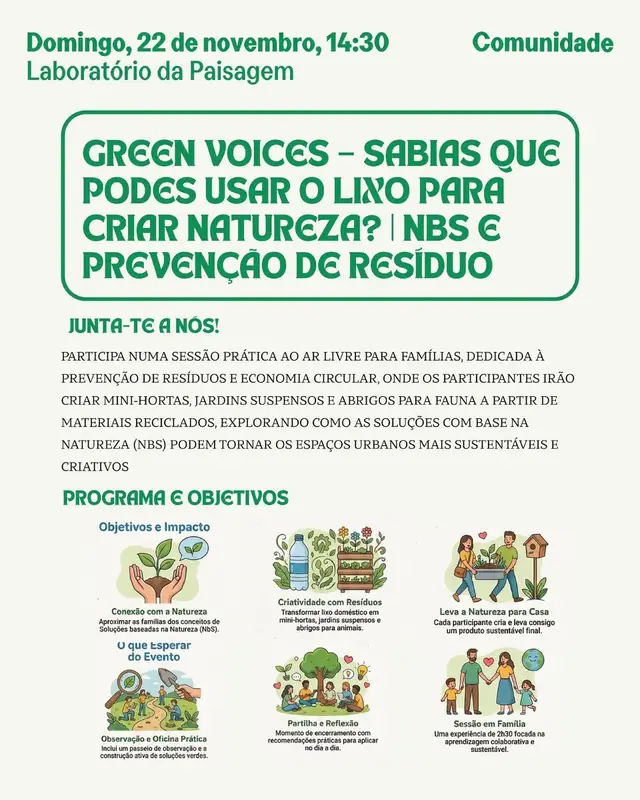 Domingo, 22 de novembro, 14:30
Comunidade
Laboratório da Paisagem
GREEN VOICES – SABIAS QUE
PODES USAR O LIXO PARA
CRIAR NATUREZA? | NBS E
PREVENÇÃO DE RESÍDUO
JUNTA-TE A NÓS!
PARTICIPA NUMA SESSÃO PRÁTICA AO AR LIVRE PARA FAMÍLIAS, DEDICADA À
PREVENÇÃO DE RESÍDUOS E ECONOMIA CIRCULAR, ONDE OS PARTICIPANTES IRÃO
CRIAR MINI-HORTAS, JARDINS SUSPENSOS E ABRIGOS PARA FAUNA A PARTIR DE
MATERIAIS RECICLADOS, EXPLORANDO COMO AS SOLUÇÕES COM BASE NA
NATUREZA (NBS) PODEM TORNAR OS ESPAÇOS URBANOS MAIS SUSTENTÁVEIS E
CRIATIVOS
PROGRAMA E OBJETIVOS
Objetivos e Impacto
Conexão com a Natureza
Aproximar as famílias dos conceitos de
Soluções baseadas na Natureza (NbS).
Criatividade com Resíduos
Transformar lixo doméstico em
mini-hortas, jardins suspensos e
abrigos para animais.
Leva a Natureza para Casa
Cada participante cria e leva consigo
um produto sustentável final.
O que Esperar
do Evento
Observação e Oficina Prática
Inclui um passeio de observação e a
construção ativa de soluções verdes.
Partilha e Reflexão
Momento de encerramento com
recomendações práticas para aplicar
no dia a dia.
Sessão em Família
Uma experiência de 2h30 focada na
aprendizagem colaborativa e
sustentável.